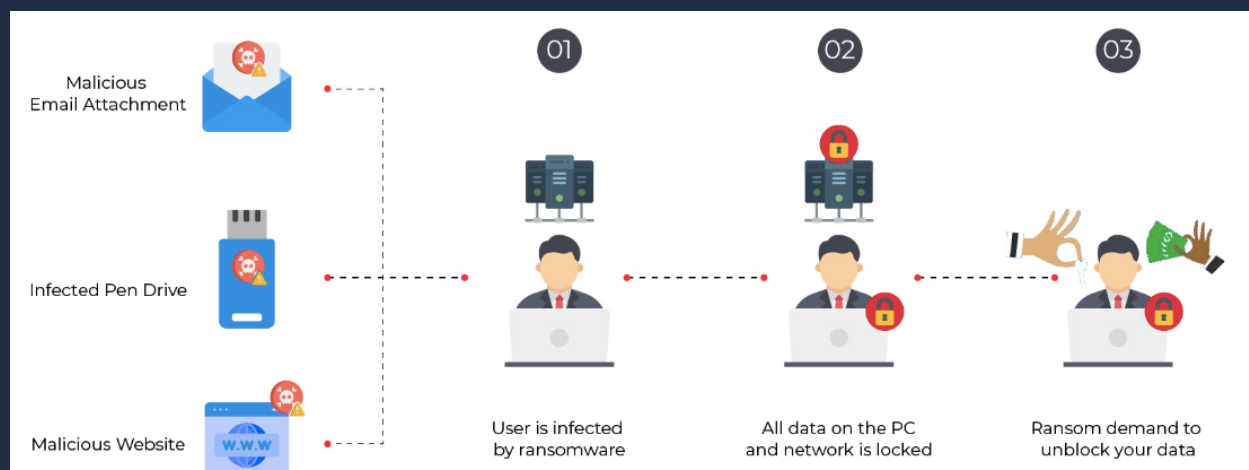 01
02
03
Malicious
Email Attachment
Infected Pen Drive
Malicious Website
W.W.W
User is infected
by ransomware
All data on the PC
and network is locked
Ransom demand to
unblock your data